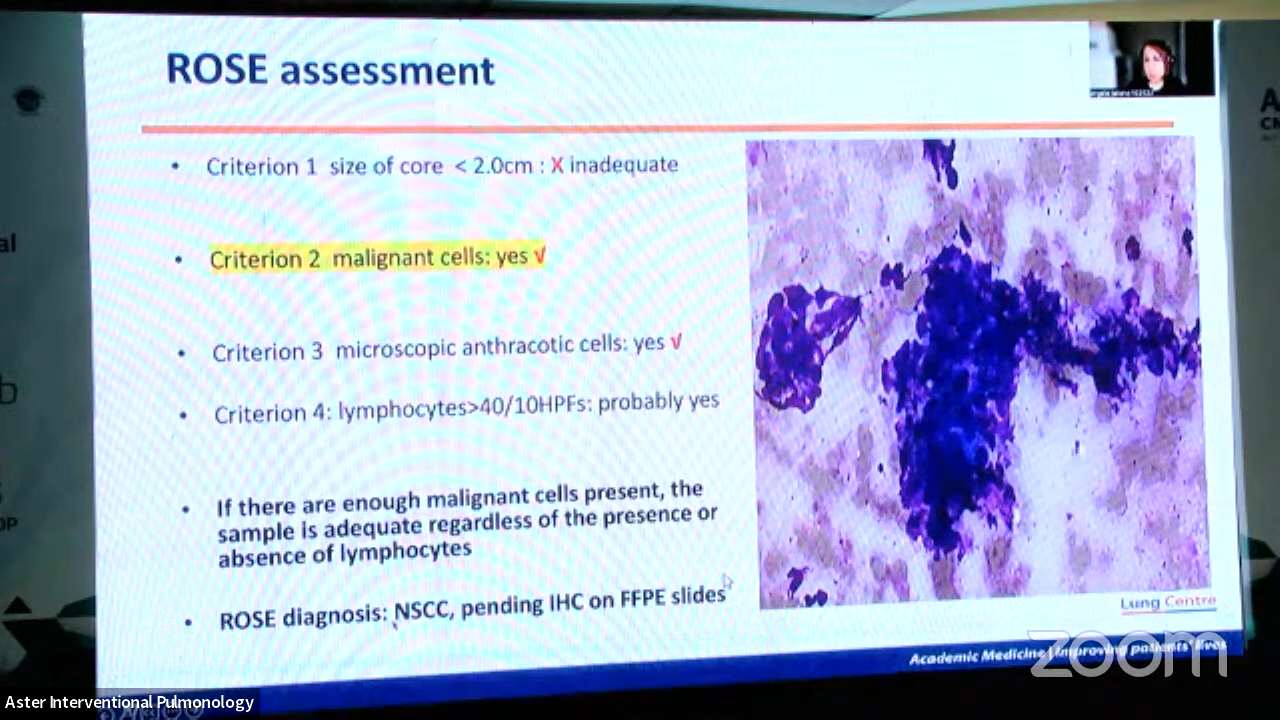 ROSE assessment
• Criterion 1 size of core < 2.0cm : X inadequate
• Criterion 2 malignant cells: yes √
• Criterion 3 microscopic anthracotic cells: yes √
• Criterion 4: lymphocytes>40/10HPFs: probably yes
• If there are enough malignant cells present, the
sample is adequate regardless of the presence or
absence of lymphocytes
• ROSE diagnosis: NSCC, pending IHC on FFPE slides
Lung Centre
Academic Medicine | Improving patients' lives
zoom
Aster Interventional Pulmonology
al
b
OP
A